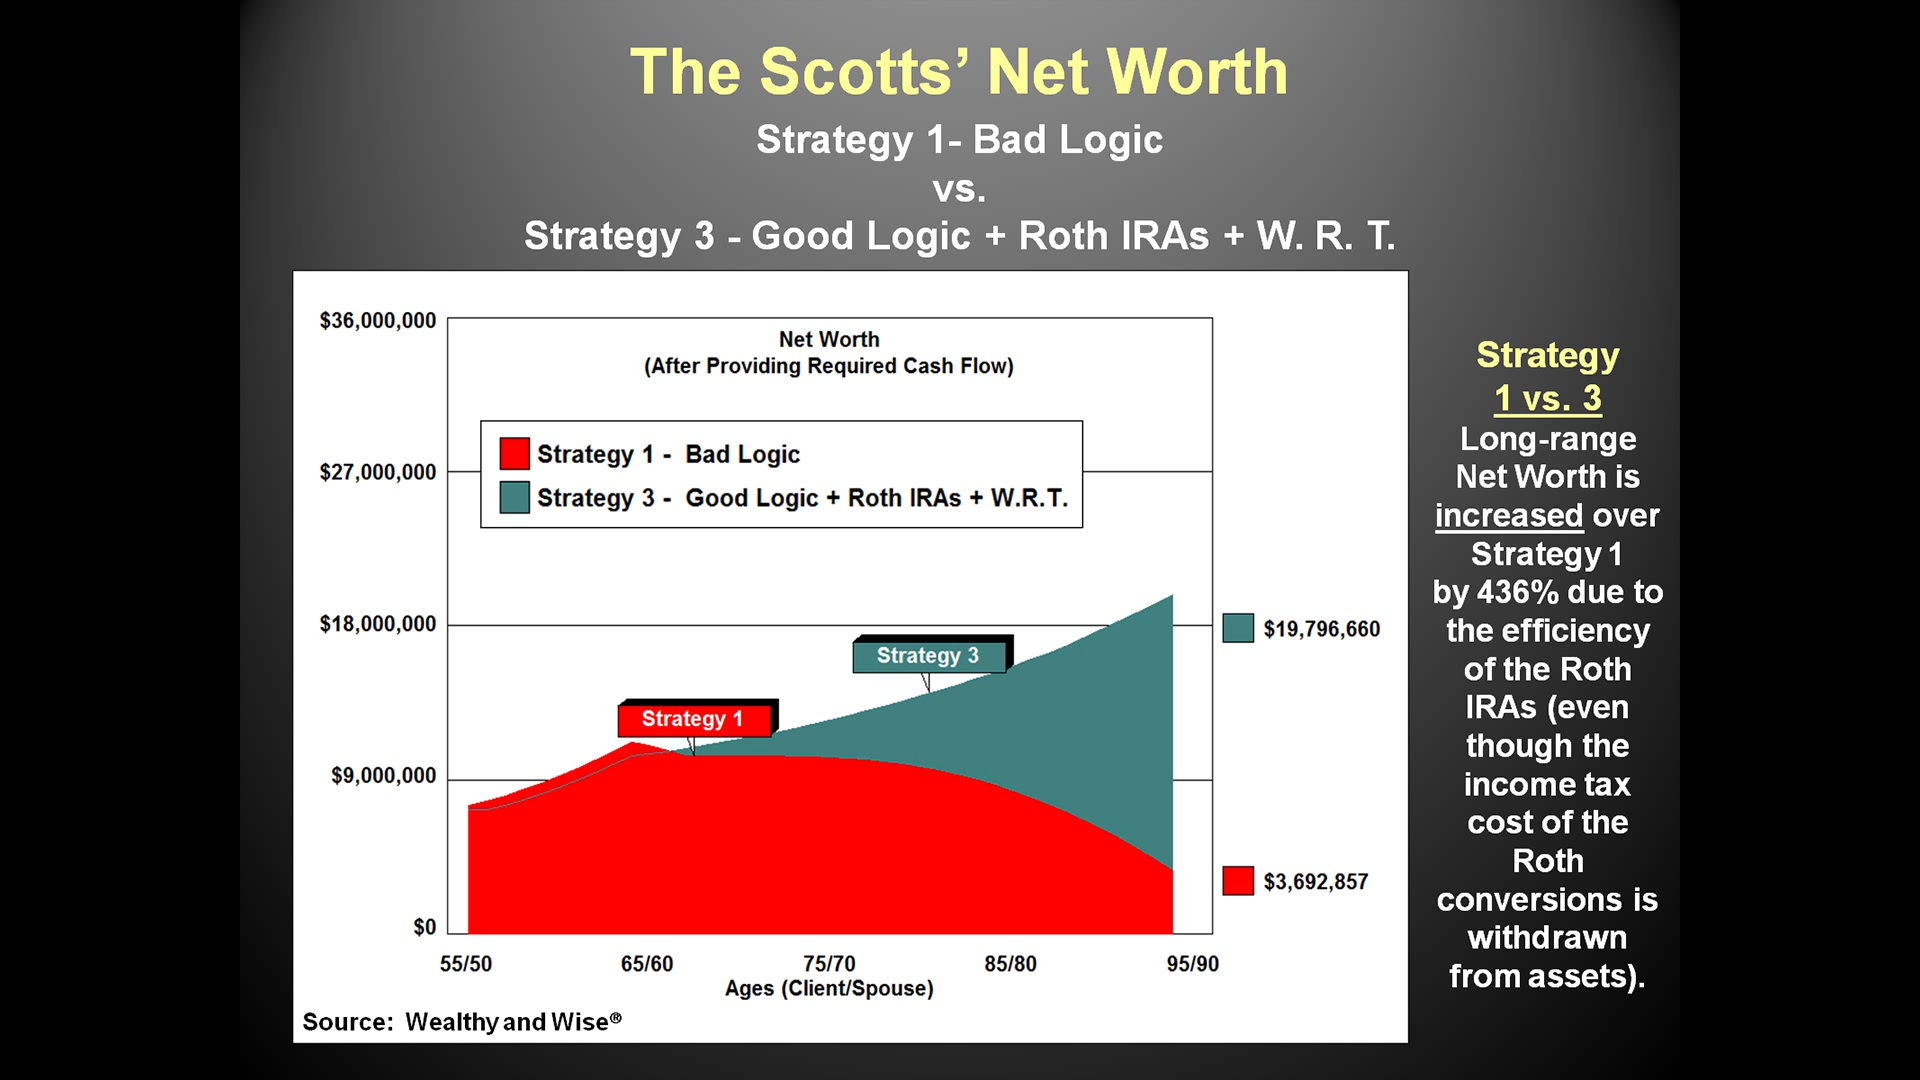 The Scotts’ Net Worth
Strategy 1- Bad Logic
vs.
Strategy 3 - Good Logic + Roth IRAs + W. R. T.
$36,000,000
$27,000,000
$18,000,000
$9,000,000
$0
Net Worth
(After Providing Required Cash Flow)
Strategy 1 - Bad Logic
Strategy 3 - Good Logic + Roth IRAs + W.R.T.
Strategy 3
Strategy 1
$19,796,660
$3,692,857
55/50 65/60 75/70 85/80 95/90
Ages (Client/Spouse)
Source: Wealthy and Wise®
Strategy
1 vs. 3
Long-range
Net Worth is
increased over
Strategy 1
by 436% due to
the efficiency
of the Roth
IRAs (even
though the
income tax
cost of the
Roth
conversions is
withdrawn
from assets).